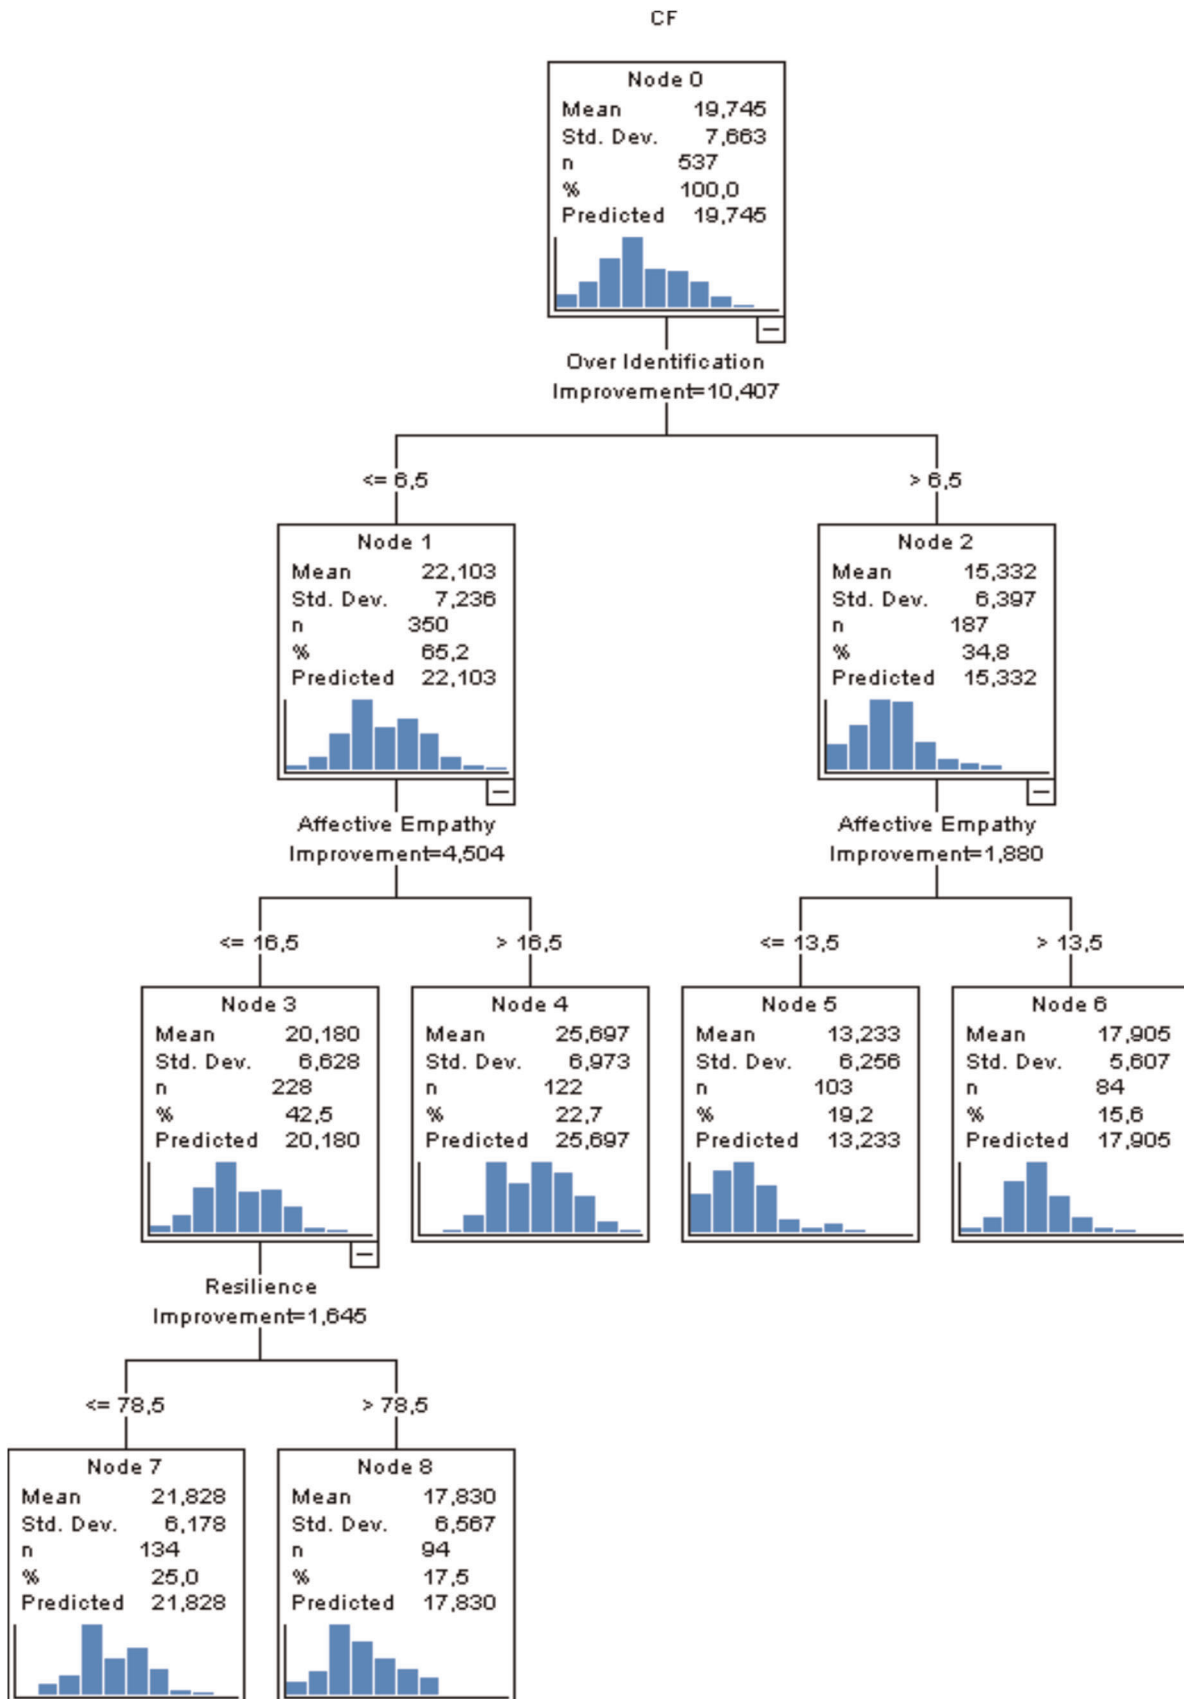 CF
Node 0
Mean 19,745
Std. Dev. 7,663
n 537
% 100,0
Predicted 19,745
Over Identification
Improvement=10,407
<= 6,5
> 6,5
Node 1
Mean 22,103
Std. Dev. 7,236
n 350
% 65,2
Predicted 22,103
Node 2
Mean 15,332
Std. Dev. 6,397
n 187
% 34,8
Predicted 15,332
Affective Empathy
Improvement=4,504
Affective Empathy
Improvement=1,880
<= 16,5
> 16,5
<= 13,5
> 13,5
Node 3
Mean 20,180
Std. Dev. 6,628
n 228
% 42,5
Predicted 20,180
Node 4
Mean 25,697
Std. Dev. 6,973
n 122
% 22,7
Predicted 25,697
Node 5
Mean 13,233
Std. Dev. 6,256
n 103
% 19,2
Predicted 13,233
Node 6
Mean 17,905
Std. Dev. 5,607
n 84
% 15,6
Predicted 17,905
Resilience
Improvement=1,645
<= 78,5
> 78,5
Node 7
Mean 21,828
Std. Dev. 6,178
n 134
% 25,0
Predicted 21,828
Node 8
Mean 17,830
Std. Dev. 6,567
n 94
% 17,5
Predicted 17,830